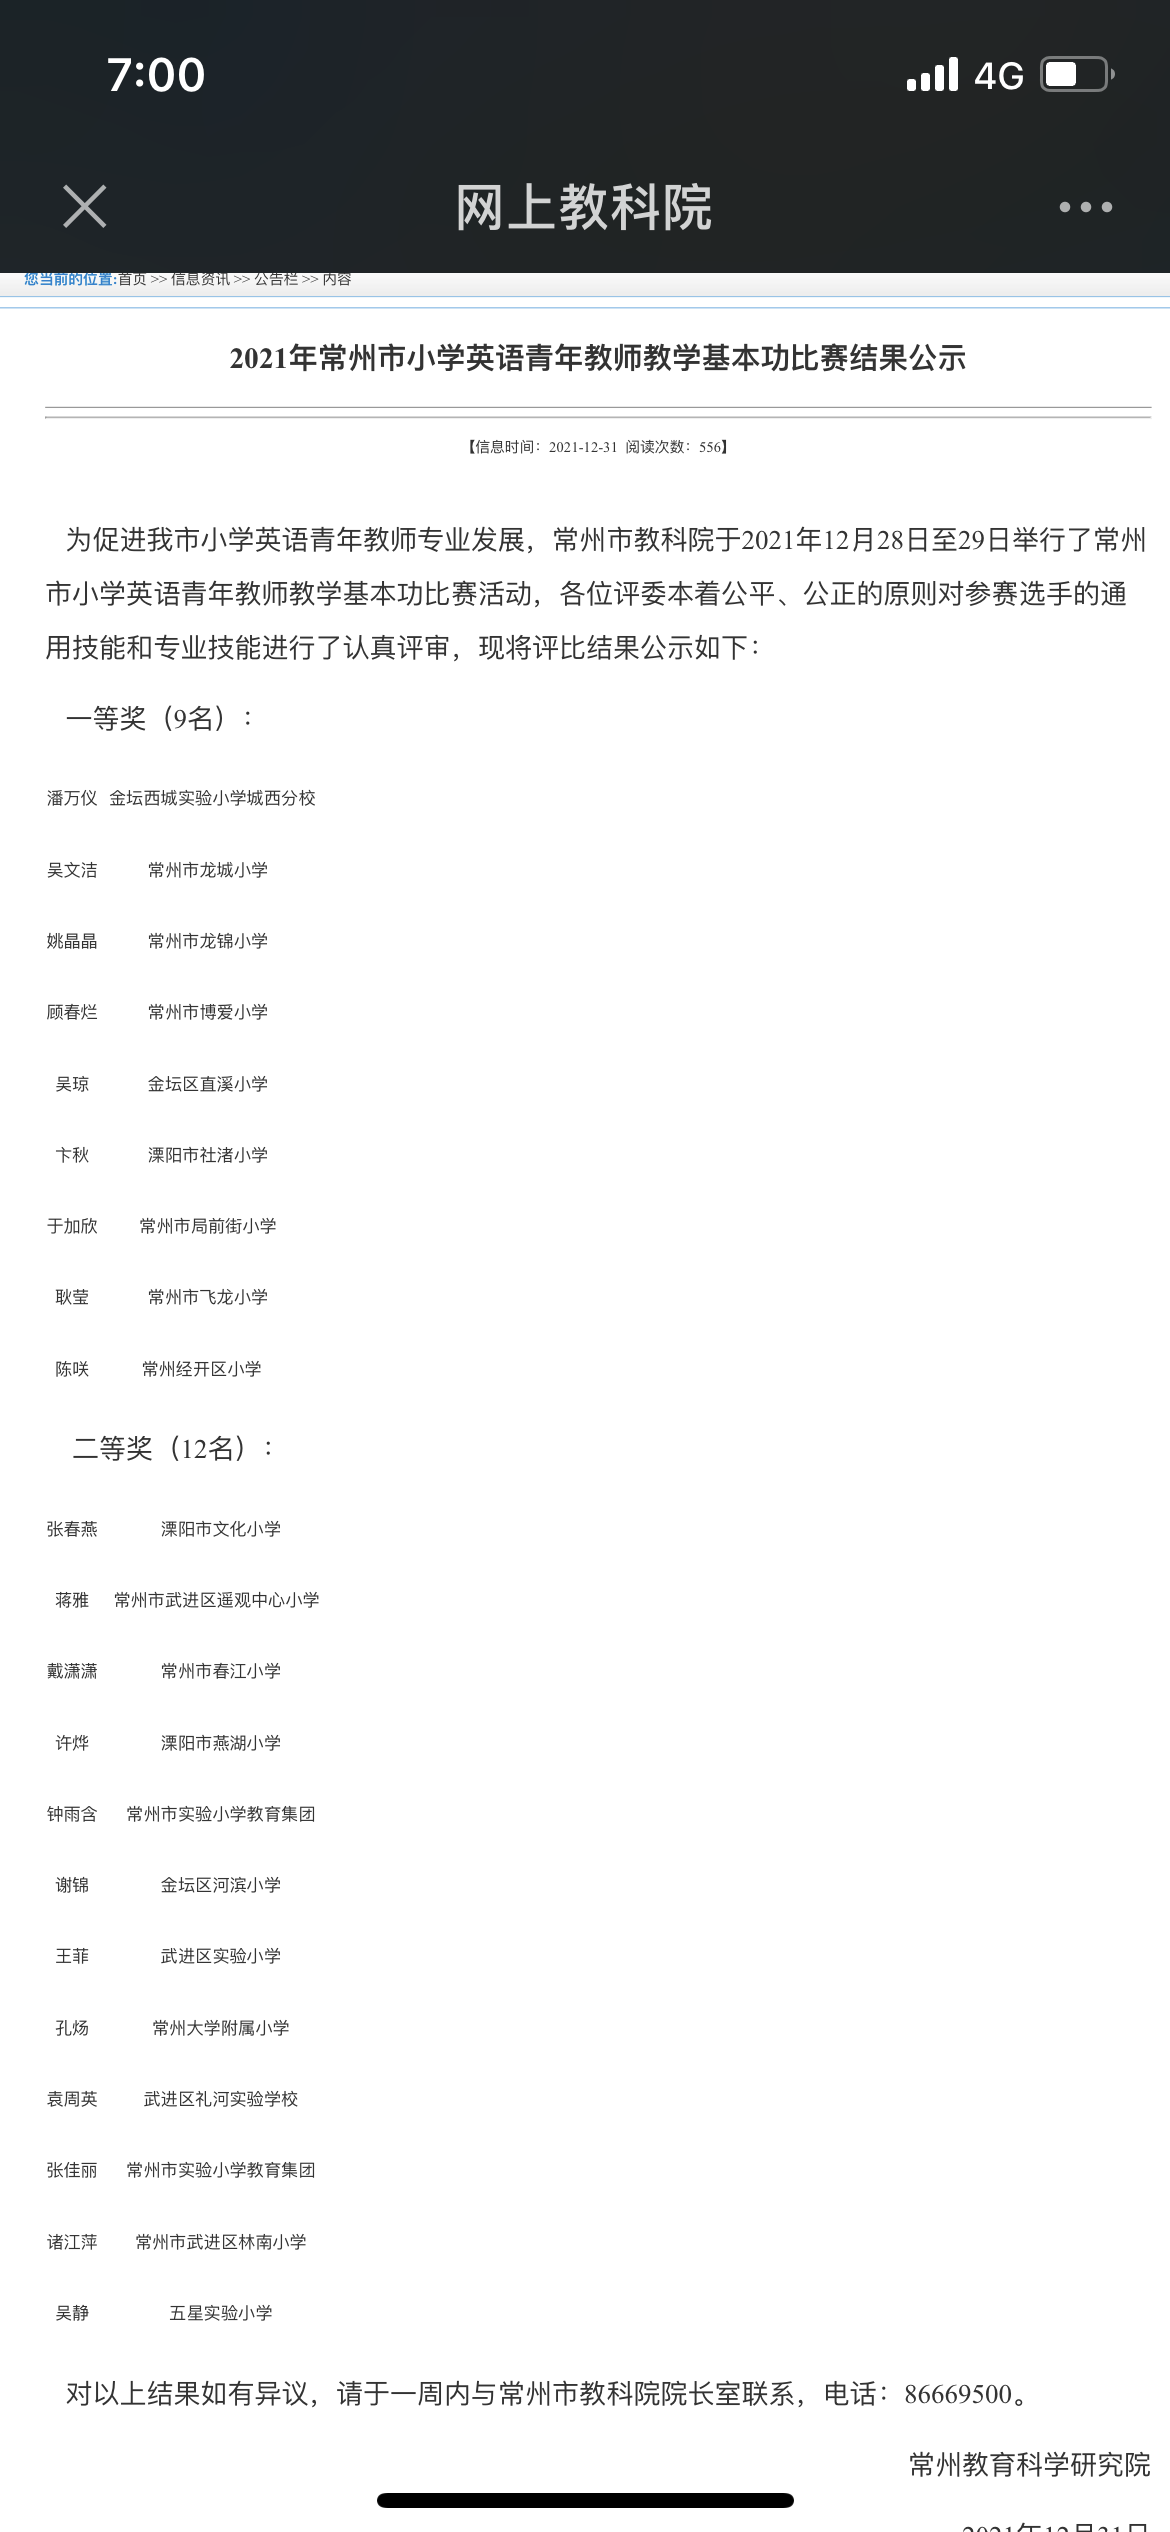 7:00 4G
网上教科院
您当前的位置:首页 >> 信息资讯 >> 公告栏 >> 内容
2021年常州市小学英语青年教师教学基本功比赛结果公示
【信息时间：2021-12-31 阅读次数：556】
为促进我市小学英语青年教师专业发展，常州市教科院于2021年12月28日至29日举行了常州
市小学英语青年教师教学基本功比赛活动，各位评委本着公平、公正的原则对参赛选手的通
用技能和专业技能进行了认真评审，现将评比结果公示如下：
一等奖（9名）：
潘万仪 金坛西城实验小学城西分校
吴文洁 常州市龙城小学
姚晶晶 常州市龙锦小学
顾春烂 常州市博爱小学
吴琼 金坛区直溪小学
卞秋 溧阳市社渚小学
于加欣 常州市局前街小学
耿莹 常州市飞龙小学
陈咲 常州经开区小学
二等奖（12名）：
张春燕 溧阳市文化小学
蒋雅 常州市武进区遥观中心小学
戴潇潇 常州市春江小学
许烨 溧阳市燕湖小学
钟雨含 常州市实验小学教育集团
谢锦 金坛区河滨小学
王菲 武进区实验小学
孔炀 常州大学附属小学
袁周英 武进区礼河实验学校
张佳丽 常州市实验小学教育集团
诸江萍 常州市武进区林南小学
吴静 五星实验小学
对以上结果如有异议，请于一周内与常州市教科院院长室联系，电话：86669500。
常州教育科学研究院
2021年12月31日